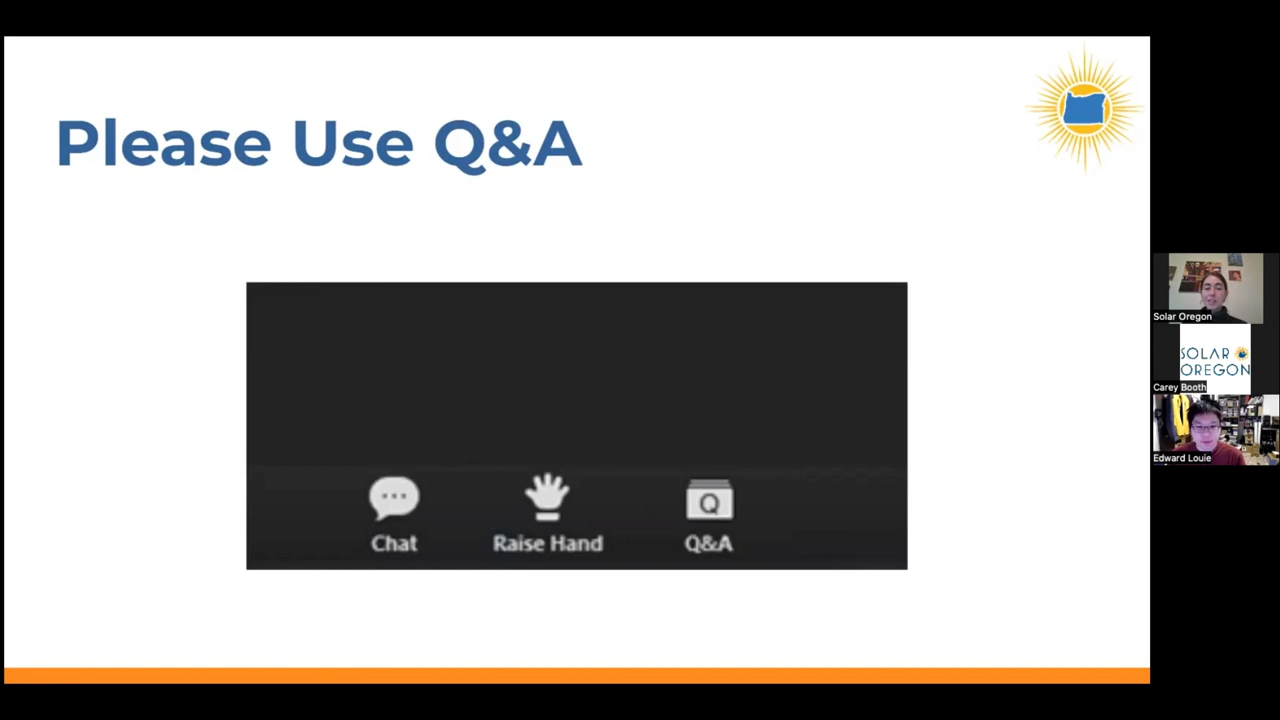 Please Use Q&A
Chat
Raise Hand
Q
Q&A
Solar Oregon
SOLAR
OREGON
Carey Booth
Edward Louie